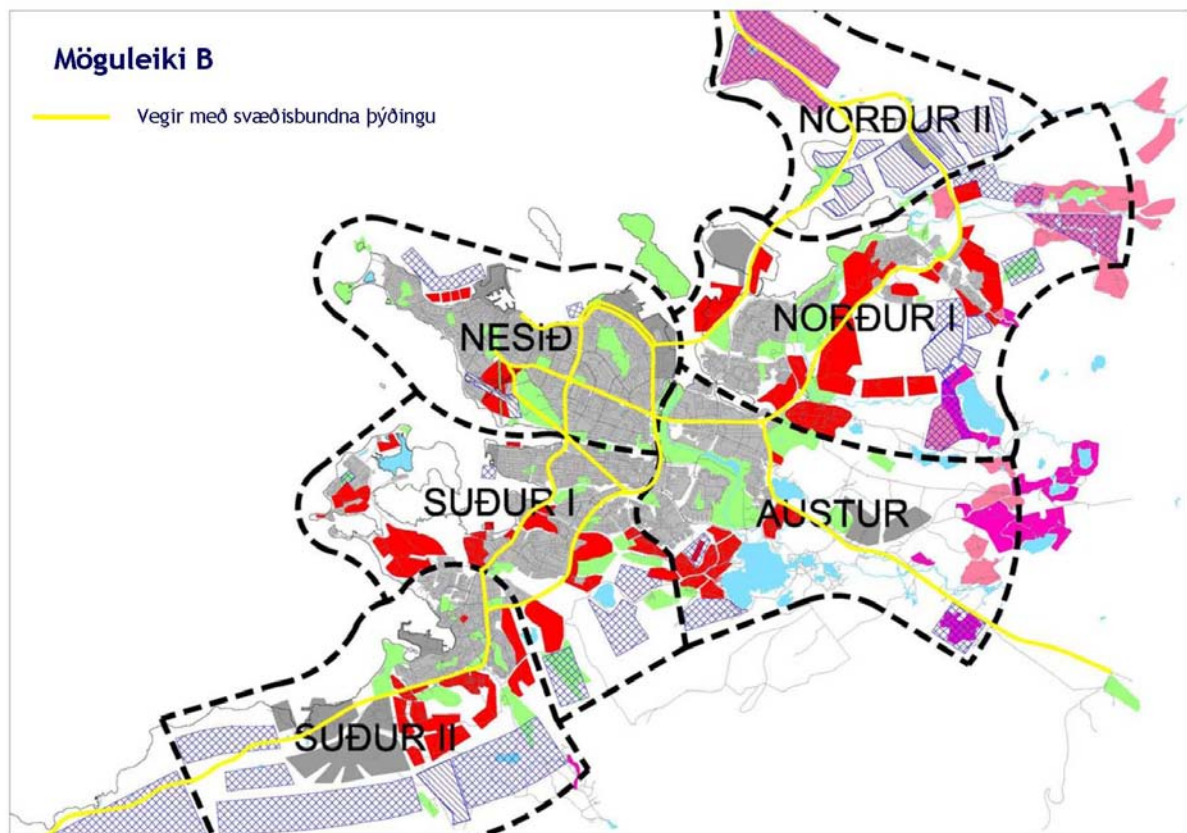 Möguleiki B
Vegir með svæðisbundna þýðingu
NORÐUR II
NORÐUR I
NESIÐ
SUÐUR I
AUSTUR
SUÐUR II